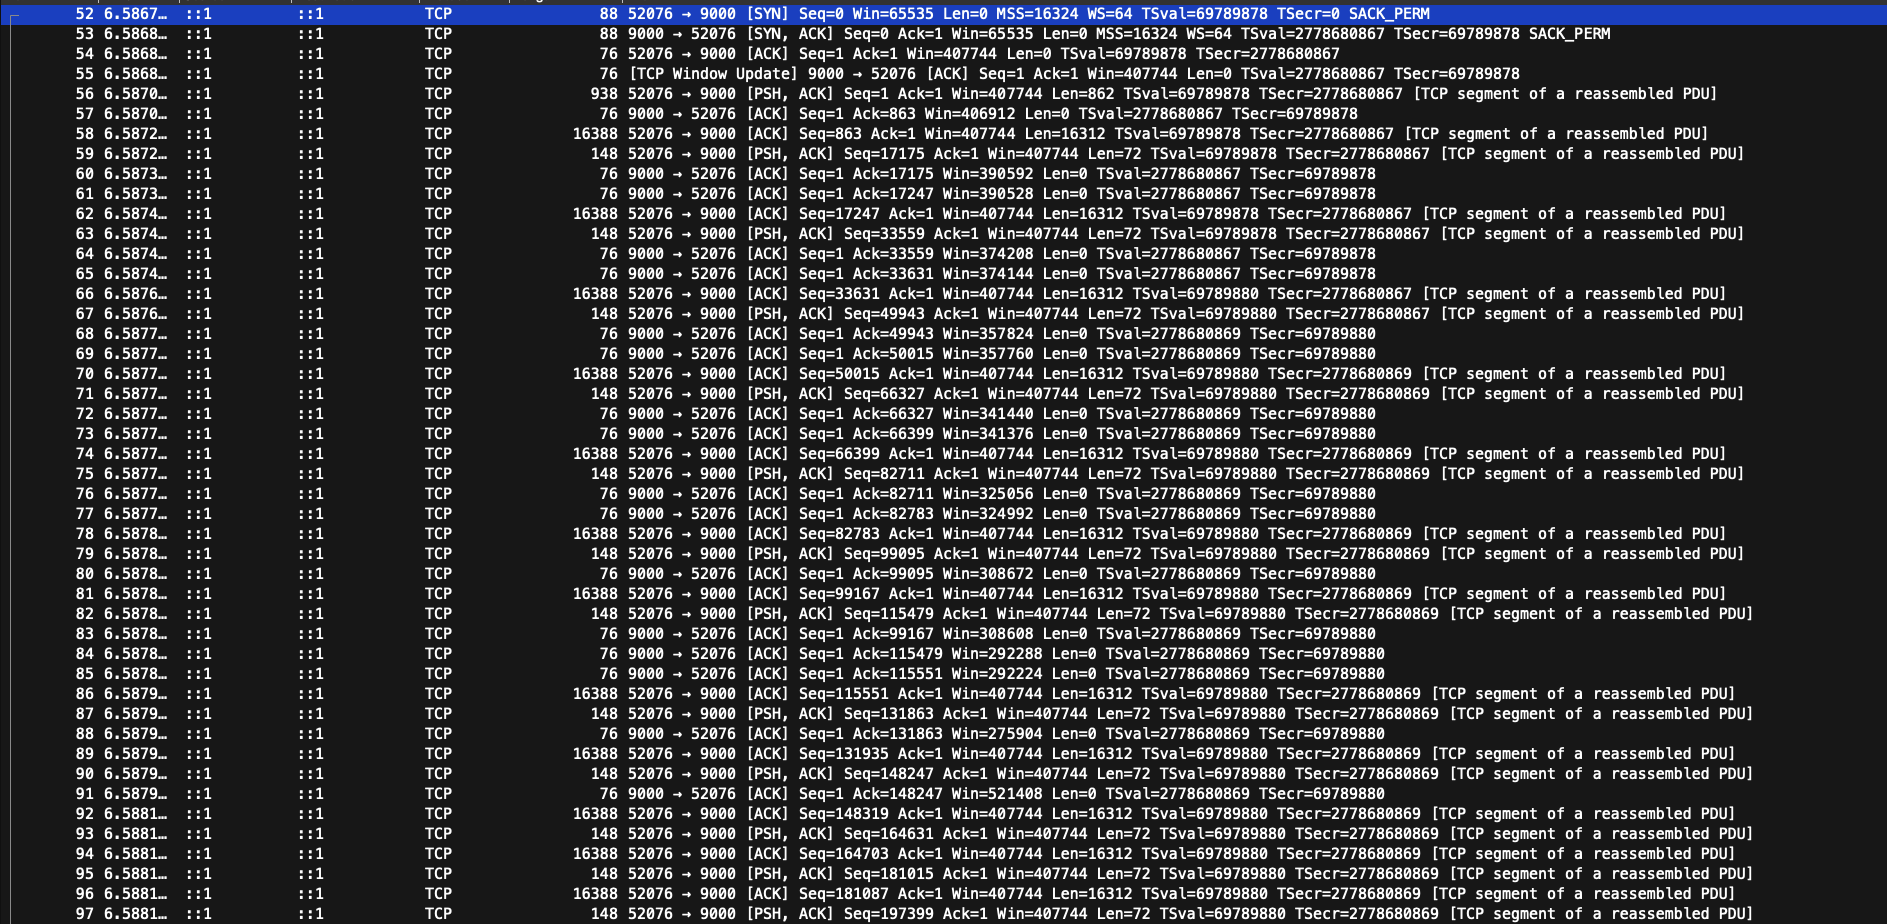 52 6.5867… ::1 ::1 TCP 88 52076 → 9000 [SYN] Seq=0 Win=65535 Len=0 MSS=16324 WS=64 TSval=69789878 TSecr=0 SACK_PERM
53 6.5868… ::1 ::1 TCP 88 9000 → 52076 [SYN, ACK] Seq=0 Ack=1 Win=65535 Len=0 MSS=16324 WS=64 TSval=2778680867 TSecr=69789878 SACK_PERM
54 6.5868… ::1 ::1 TCP 76 52076 → 9000 [ACK] Seq=1 Ack=1 Win=407744 Len=0 TSval=69789878 TSecr=2778680867
55 6.5868… ::1 ::1 TCP 76 [TCP Window Update] 9000 → 52076 [ACK] Seq=1 Ack=1 Win=407744 Len=0 TSval=2778680867 TSecr=69789878
56 6.5870… ::1 ::1 TCP 938 52076 → 9000 [PSH, ACK] Seq=1 Ack=1 Win=407744 Len=862 TSval=69789878 TSecr=2778680867 [TCP segment of a reassembled PDU]
57 6.5870… ::1 ::1 TCP 76 9000 → 52076 [ACK] Seq=1 Ack=863 Win=406912 Len=0 TSval=2778680867 TSecr=69789878
58 6.5872… ::1 ::1 TCP 16388 52076 → 9000 [ACK] Seq=863 Ack=1 Win=407744 Len=16312 TSval=69789878 TSecr=2778680867 [TCP segment of a reassembled PDU]
59 6.5872… ::1 ::1 TCP 148 52076 → 9000 [PSH, ACK] Seq=17175 Ack=1 Win=407744 Len=72 TSval=69789878 TSecr=2778680867 [TCP segment of a reassembled PDU]
60 6.5873… ::1 ::1 TCP 76 9000 → 52076 [ACK] Seq=1 Ack=17175 Win=390592 Len=0 TSval=2778680867 TSecr=69789878
61 6.5873… ::1 ::1 TCP 76 9000 → 52076 [ACK] Seq=1 Ack=17247 Win=390528 Len=0 TSval=2778680867 TSecr=69789878
62 6.5874… ::1 ::1 TCP 16388 52076 → 9000 [ACK] Seq=17247 Ack=1 Win=407744 Len=16312 TSval=69789878 TSecr=2778680867 [TCP segment of a reassembled PDU]
63 6.5874… ::1 ::1 TCP 148 52076 → 9000 [PSH, ACK] Seq=33559 Ack=1 Win=407744 Len=72 TSval=69789878 TSecr=2778680867 [TCP segment of a reassembled PDU]
64 6.5874… ::1 ::1 TCP 76 9000 → 52076 [ACK] Seq=1 Ack=33559 Win=374208 Len=0 TSval=2778680867 TSecr=69789878
65 6.5874… ::1 ::1 TCP 76 9000 → 52076 [ACK] Seq=1 Ack=33631 Win=374144 Len=0 TSval=2778680867 TSecr=69789878
66 6.5876… ::1 ::1 TCP 16388 52076 → 9000 [ACK] Seq=33631 Ack=1 Win=407744 Len=16312 TSval=69789880 TSecr=2778680867 [TCP segment of a reassembled PDU]
67 6.5876… ::1 ::1 TCP 148 52076 → 9000 [PSH, ACK] Seq=49943 Ack=1 Win=407744 Len=72 TSval=69789880 TSecr=2778680867 [TCP segment of a reassembled PDU]
68 6.5877… ::1 ::1 TCP 76 9000 → 52076 [ACK] Seq=1 Ack=49943 Win=357824 Len=0 TSval=2778680869 TSecr=69789880
69 6.5877… ::1 ::1 TCP 76 9000 → 52076 [ACK] Seq=1 Ack=50015 Win=357760 Len=0 TSval=2778680869 TSecr=69789880
70 6.5877… ::1 ::1 TCP 16388 52076 → 9000 [ACK] Seq=50015 Ack=1 Win=407744 Len=16312 TSval=69789880 TSecr=2778680869 [TCP segment of a reassembled PDU]
71 6.5877… ::1 ::1 TCP 148 52076 → 9000 [PSH, ACK] Seq=66327 Ack=1 Win=407744 Len=72 TSval=69789880 TSecr=2778680869 [TCP segment of a reassembled PDU]
72 6.5877… ::1 ::1 TCP 76 9000 → 52076 [ACK] Seq=1 Ack=66327 Win=341440 Len=0 TSval=2778680869 TSecr=69789880
73 6.5877… ::1 ::1 TCP 76 9000 → 52076 [ACK] Seq=1 Ack=66399 Win=341376 Len=0 TSval=2778680869 TSecr=69789880
74 6.5877… ::1 ::1 TCP 16388 52076 → 9000 [ACK] Seq=66399 Ack=1 Win=407744 Len=16312 TSval=69789880 TSecr=2778680869 [TCP segment of a reassembled PDU]
75 6.5877… ::1 ::1 TCP 148 52076 → 9000 [PSH, ACK] Seq=82711 Ack=1 Win=407744 Len=72 TSval=69789880 TSecr=2778680869 [TCP segment of a reassembled PDU]
76 6.5877… ::1 ::1 TCP 76 9000 → 52076 [ACK] Seq=1 Ack=82711 Win=325056 Len=0 TSval=2778680869 TSecr=69789880
77 6.5877… ::1 ::1 TCP 76 9000 → 52076 [ACK] Seq=1 Ack=82783 Win=324992 Len=0 TSval=2778680869 TSecr=69789880
78 6.5878… ::1 ::1 TCP 16388 52076 → 9000 [ACK] Seq=82783 Ack=1 Win=407744 Len=16312 TSval=69789880 TSecr=2778680869 [TCP segment of a reassembled PDU]
79 6.5878… ::1 ::1 TCP 148 52076 → 9000 [PSH, ACK] Seq=99095 Ack=1 Win=407744 Len=72 TSval=69789880 TSecr=2778680869 [TCP segment of a reassembled PDU]
80 6.5878… ::1 ::1 TCP 76 9000 → 52076 [ACK] Seq=1 Ack=99095 Win=308672 Len=0 TSval=2778680869 TSecr=69789880
81 6.5878… ::1 ::1 TCP 16388 52076 → 9000 [ACK] Seq=99167 Ack=1 Win=407744 Len=16312 TSval=69789880 TSecr=2778680869 [TCP segment of a reassembled PDU]
82 6.5878… ::1 ::1 TCP 148 52076 → 9000 [PSH, ACK] Seq=115479 Ack=1 Win=407744 Len=72 TSval=69789880 TSecr=2778680869 [TCP segment of a reassembled PDU]
83 6.5878… ::1 ::1 TCP 76 9000 → 52076 [ACK] Seq=1 Ack=99167 Win=308608 Len=0 TSval=2778680869 TSecr=69789880
84 6.5878… ::1 ::1 TCP 76 9000 → 52076 [ACK] Seq=1 Ack=115479 Win=292288 Len=0 TSval=2778680869 TSecr=69789880
85 6.5878… ::1 ::1 TCP 76 9000 → 52076 [ACK] Seq=1 Ack=115551 Win=292224 Len=0 TSval=2778680869 TSecr=69789880
86 6.5879… ::1 ::1 TCP 16388 52076 → 9000 [ACK] Seq=115551 Ack=1 Win=407744 Len=16312 TSval=69789880 TSecr=2778680869 [TCP segment of a reassembled PDU]
87 6.5879… ::1 ::1 TCP 148 52076 → 9000 [PSH, ACK] Seq=131863 Ack=1 Win=407744 Len=72 TSval=69789880 TSecr=2778680869 [TCP segment of a reassembled PDU]
88 6.5879… ::1 ::1 TCP 76 9000 → 52076 [ACK] Seq=1 Ack=131863 Win=275904 Len=0 TSval=2778680869 TSecr=69789880
89 6.5879… ::1 ::1 TCP 16388 52076 → 9000 [ACK] Seq=131935 Ack=1 Win=407744 Len=16312 TSval=69789880 TSecr=2778680869 [TCP segment of a reassembled PDU]
90 6.5879… ::1 ::1 TCP 148 52076 → 9000 [PSH, ACK] Seq=148247 Ack=1 Win=407744 Len=72 TSval=69789880 TSecr=2778680869 [TCP segment of a reassembled PDU]
91 6.5879… ::1 ::1 TCP 76 9000 → 52076 [ACK] Seq=1 Ack=148247 Win=521408 Len=0 TSval=2778680869 TSecr=69789880
92 6.5881… ::1 ::1 TCP 16388 52076 → 9000 [ACK] Seq=148319 Ack=1 Win=407744 Len=16312 TSval=69789880 TSecr=2778680869 [TCP segment of a reassembled PDU]
93 6.5881… ::1 ::1 TCP 148 52076 → 9000 [PSH, ACK] Seq=164631 Ack=1 Win=407744 Len=72 TSval=69789880 TSecr=2778680869 [TCP segment of a reassembled PDU]
94 6.5881… ::1 ::1 TCP 16388 52076 → 9000 [ACK] Seq=164703 Ack=1 Win=407744 Len=16312 TSval=69789880 TSecr=2778680869 [TCP segment of a reassembled PDU]
95 6.5881… ::1 ::1 TCP 148 52076 → 9000 [PSH, ACK] Seq=181015 Ack=1 Win=407744 Len=72 TSval=69789880 TSecr=2778680869 [TCP segment of a reassembled PDU]
96 6.5881… ::1 ::1 TCP 16388 52076 → 9000 [ACK] Seq=181087 Ack=1 Win=407744 Len=16312 TSval=69789880 TSecr=2778680869 [TCP segment of a reassembled PDU]
97 6.5881… ::1 ::1 TCP 148 52076 → 9000 [PSH, ACK] Seq=197399 Ack=1 Win=407744 Len=72 TSval=69789880 TSecr=2778680869 [TCP segment of a reassembled PDU]